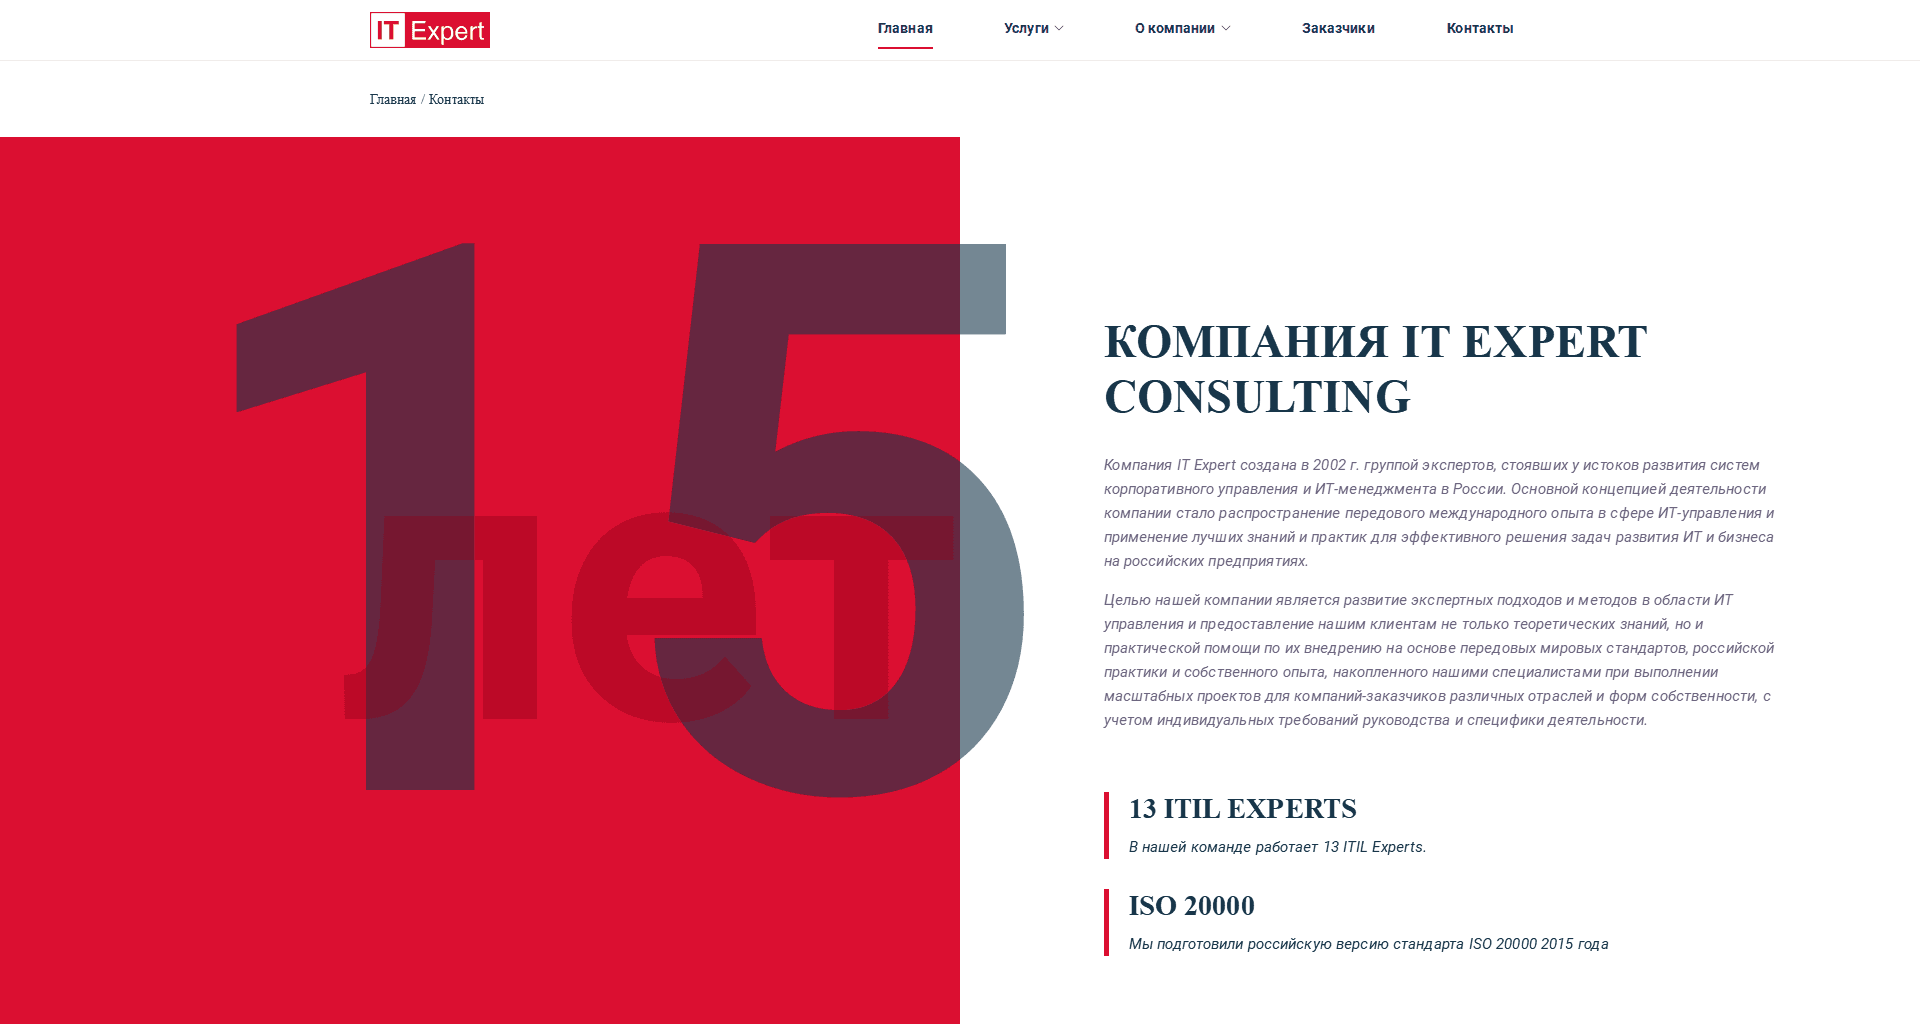 IT Expert
Главная Услуги О компании Заказчики Контакты
Главная / Контакты
15
лет
КОМПАНИЯ IT EXPERT
CONSULTING
Компания IT Expert создана в 2002 г. группой экспертов, стоявших у истоков развития систем
корпоративного управления и ИТ-менеджмента в России. Основной концепцией деятельности
компании стало распространение передового международного опыта в сфере ИТ-управления и
применение лучших знаний и практик для эффективного решения задач развития ИТ и бизнеса
на российских предприятиях.
Целью нашей компании является развитие экспертных подходов и методов в области ИТ
управления и предоставление нашим клиентам не только теоретических знаний, но и
практической помощи по их внедрению на основе передовых мировых стандартов, российской
практики и собственного опыта, накопленного нашими специалистами при выполнении
масштабных проектов для компаний-заказчиков различных отраслей и форм собственности, с
учетом индивидуальных требований руководства и специфики деятельности.
13 ITIL EXPERTS
В нашей команде работает 13 ITIL Experts.
ISO 20000
Мы подготовили российскую версию стандарта ISO 20000 2015 года